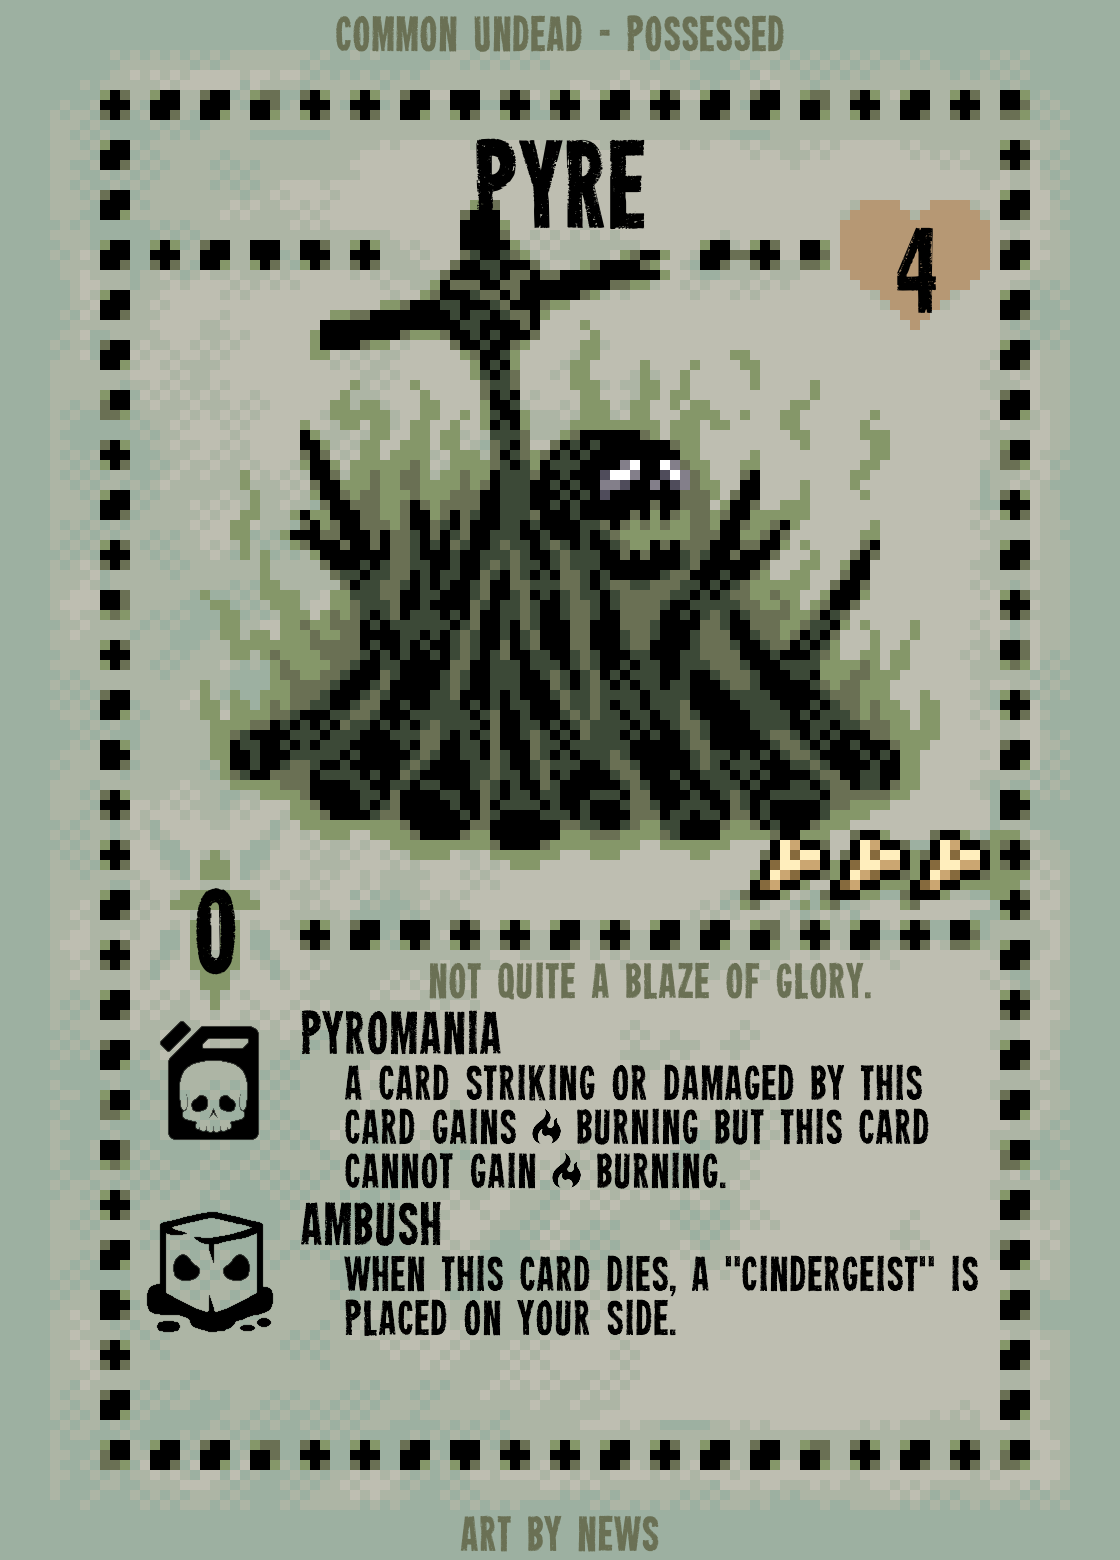 COMMON UNDEAD - POSSESSED
PYRE
4
0
NOT QUITE A BLAZE OF GLORY.
PYROMANIA
A CARD STRIKING OR DAMAGED BY THIS
CARD GAINS BURNING BUT THIS CARD
CANNOT GAIN BURNING.
AMBUSH
WHEN THIS CARD DIES, A "CINDERGEIST" IS
PLACED ON YOUR SIDE.
ART BY NEWS